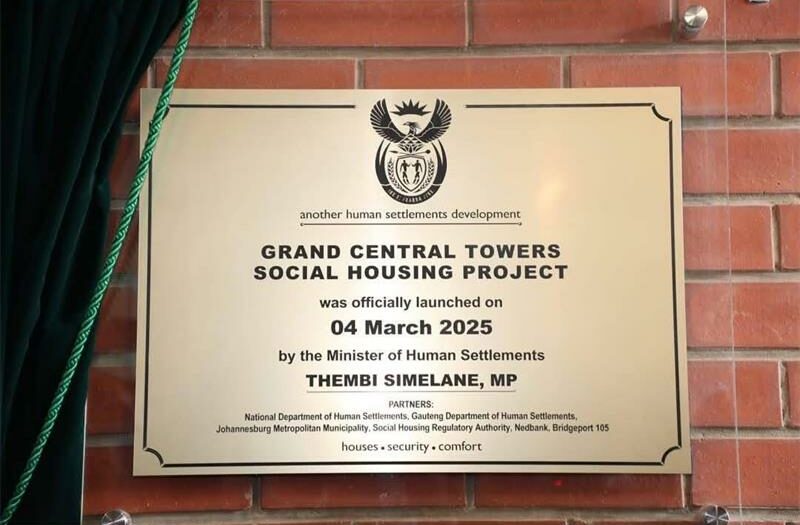 another human settlements development
GRAND CENTRAL TOWERS
SOCIAL HOUSING PROJECT
was officially launched on
04 March 2025
by the Minister of Human Settlements
THEMBI SIMELANE, MP
PARTNERS:
National Department of Human Settlements, Gauteng Department of Human Settlements,
Johannesburg Metropolitan Municipality, Social Housing Regulatory Authority, Nedbank, Bridgeport 105
houses • security • comfort